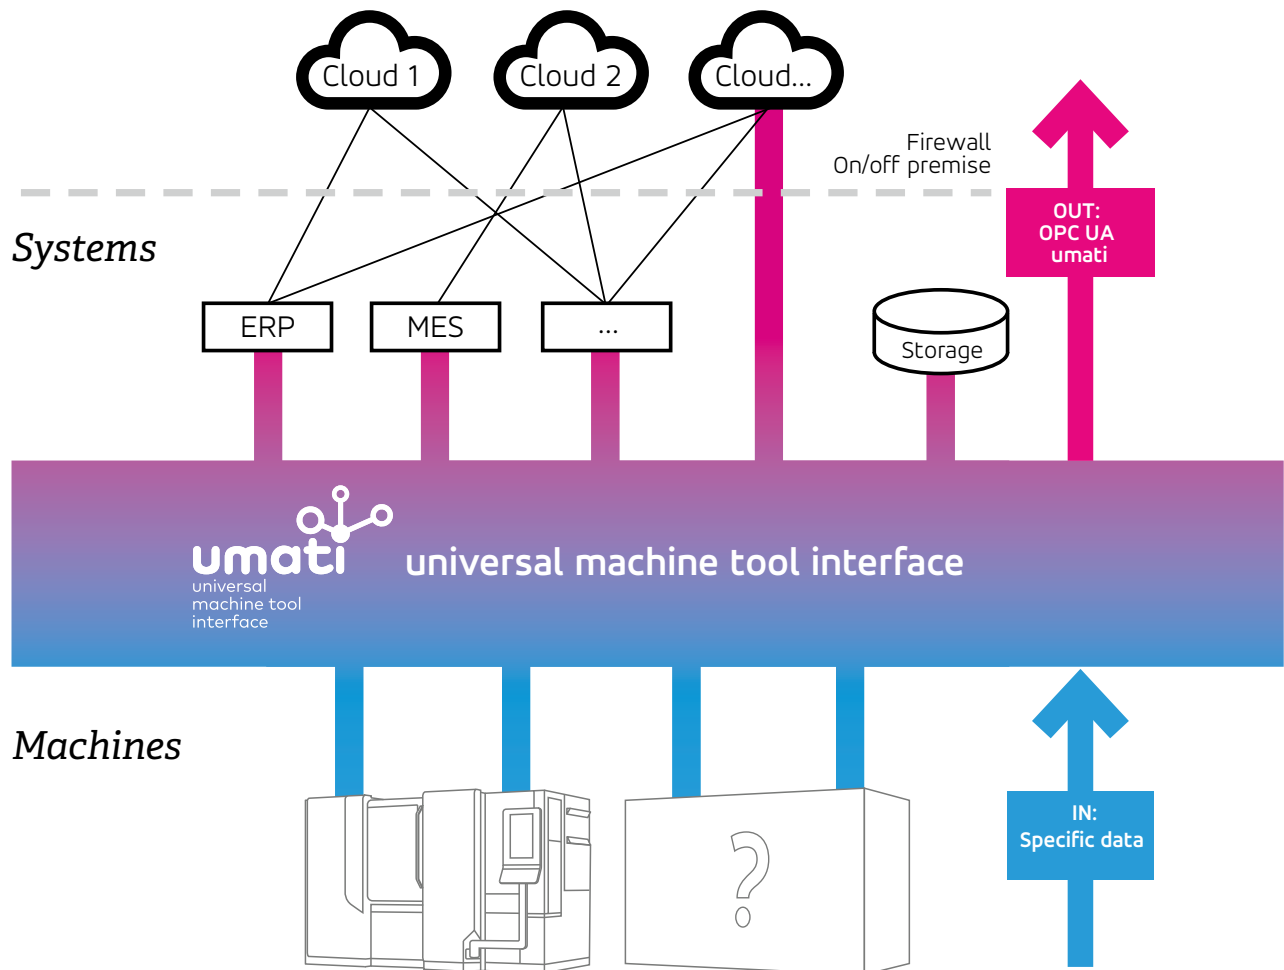 Cloud 1
Cloud 2
Cloud...
Firewall
On/off premise
OUT:
OPC UA
umati
Systems
ERP
MES
...
Storage
umati
universal
machine tool
interface
universal machine tool interface
Machines
IN:
Specific data
?